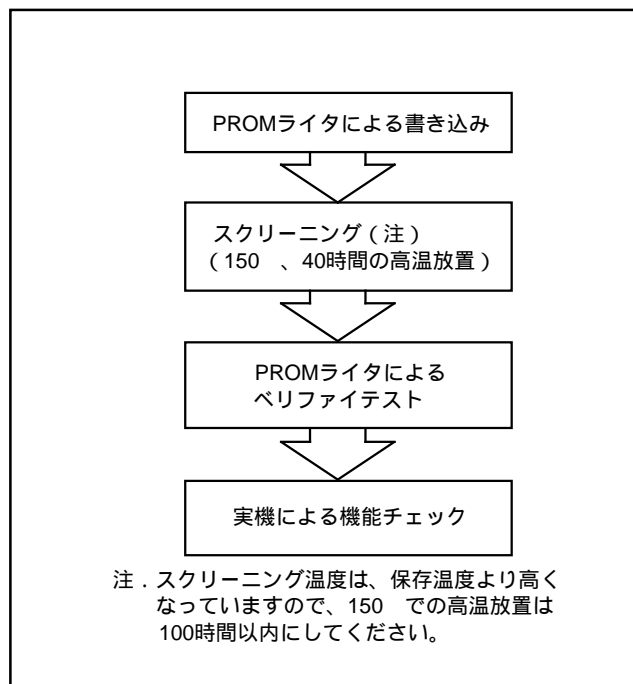 PROMライタによる書き込み
スクリーニング(注)
(150 、40時間の高温放置)
PROMライタによる
ベリファイテスト
実機による機能チェック
注.スクリーニング温度は、保存温度より高く
なっていますので、150 での高温放置は
100時間以内にしてください。